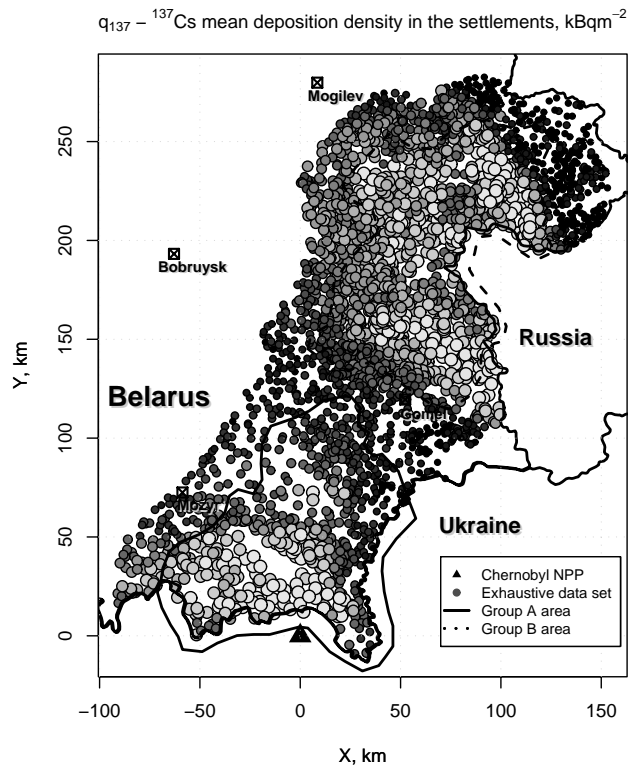 q137 – 137Cs mean deposition density in the settlements, kBqm−2
Mogilev
250
200
Bobruysk
Russia
150
Y, km
Belarus
Gomel
100
Mozyr
Ukraine
50
Chernobyl NPP
Exhaustive data set
Group A area
Group B area
0
−100 −50 0 50 100 150
X, km